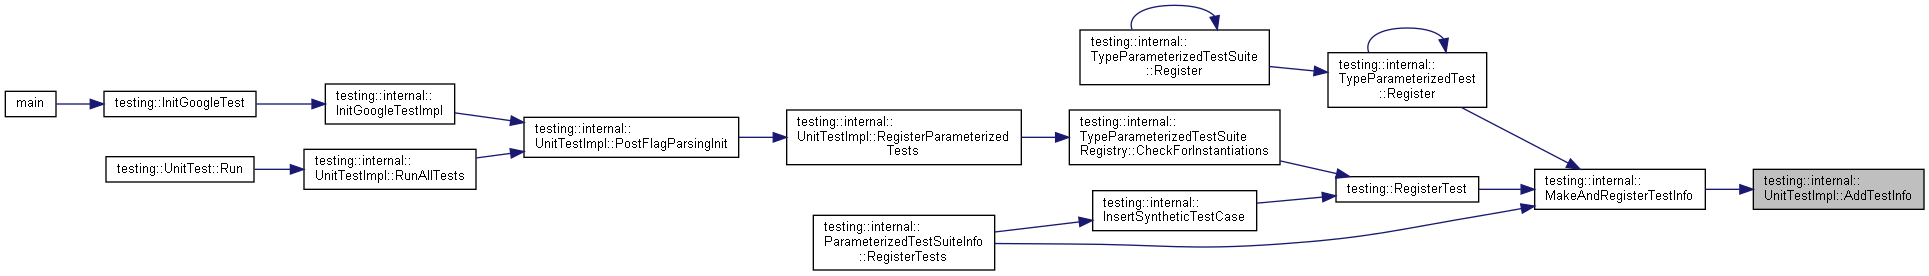 main
testing::InitGoogleTest
testing::internal::
InitGoogleTestImpl
testing::UnitTest::Run
testing::internal::
UnitTestImpl::RunAllTests
testing::internal::
UnitTestImpl::PostFlagParsingInit
testing::internal::
UnitTestImpl::RegisterParameterized
Tests
testing::internal::
ParameterizedTestSuiteInfo
::RegisterTests
testing::internal::
TypeParameterizedTestSuite
::Register
testing::internal::
TypeParameterizedTestSuite
Registry::CheckForInstantiations
testing::internal::
InsertSyntheticTestCase
testing::internal::
TypeParameterizedTest
::Register
testing::RegisterTest
testing::internal::
MakeAndRegisterTestInfo
testing::internal::
UnitTestImpl::AddTestInfo